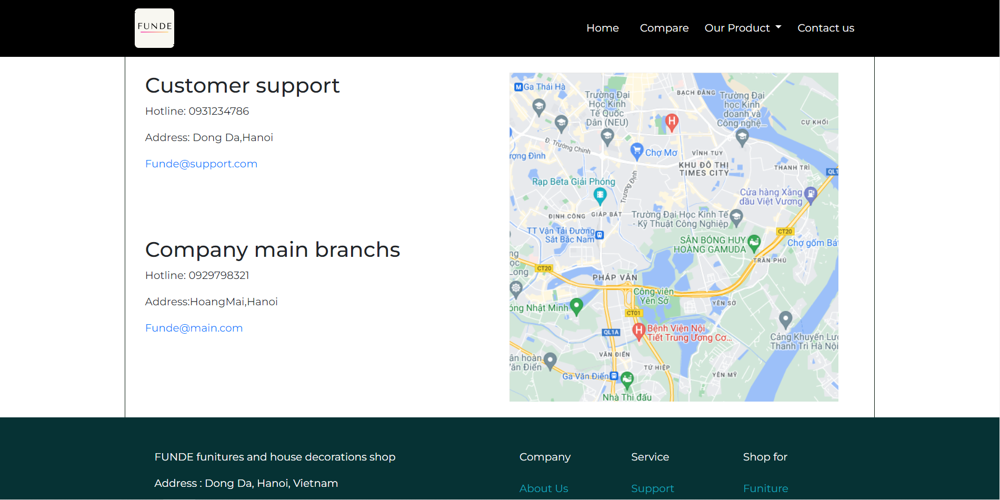 FUNDE
Home Compare Our Product Contact us
Customer support
Hotline: 0931234786
Address: Dong Da,Hanoi
Funde@support.com
Company main branchs
Hotline: 0929798321
Address:HoangMai,Hanoi
Funde@main.com
M Ga Thái Hà
Trường Đại
Học Kinh
Tế Quốc
Dân (NEU)
BẠCH ĐẰNG
Trường Đại
học Kinh
doanh và
Công nghệ...
CỰ KHỐI
H
Đ. Trường Chinh
ương Đình
Chợ Mơ
VĨNH TUY
KHU ĐÔ THỊ
TIMES CITY
THANH TRÌ
QL1
Rạp Beta Giải Phóng
Trương Định
Cửa hàng Xăng
dầu Việt Vương
ĐỊNH CÔNG
GIÁP BÁT
Trường Đại Học Kinh Tế
- Kỹ Thuật Công Nghiệp
TT Vận Tải Đường
Sắt Bắc Nam
CT20
SÂN BÓNG HUY
HOÀNG GAMUDA
Chợ gốm Bát
TRẦN PHÚ
ng
ọc
Long
CT20
PHÁP VÂN
Công viên
Yên Sở
YÊN SỞ
óng Nhật Minh
CT01
QL1A
H
Bệnh Viện Nội
Tiết Trung Ương Cơ...
Cảng Khuyến Lươ
Thanh Trì Hà Nội
VĂN ĐIỂN
ân hoàn
Văn Điển
TỨ HIỆP
YÊN MỸ
Ga Văn Điển
Nhà Thi đấu
FUNDE funitures and house decorations shop
Address : Dong Da, Hanoi, Vietnam
Company
About Us
Service
Support
Shop for
Funiture